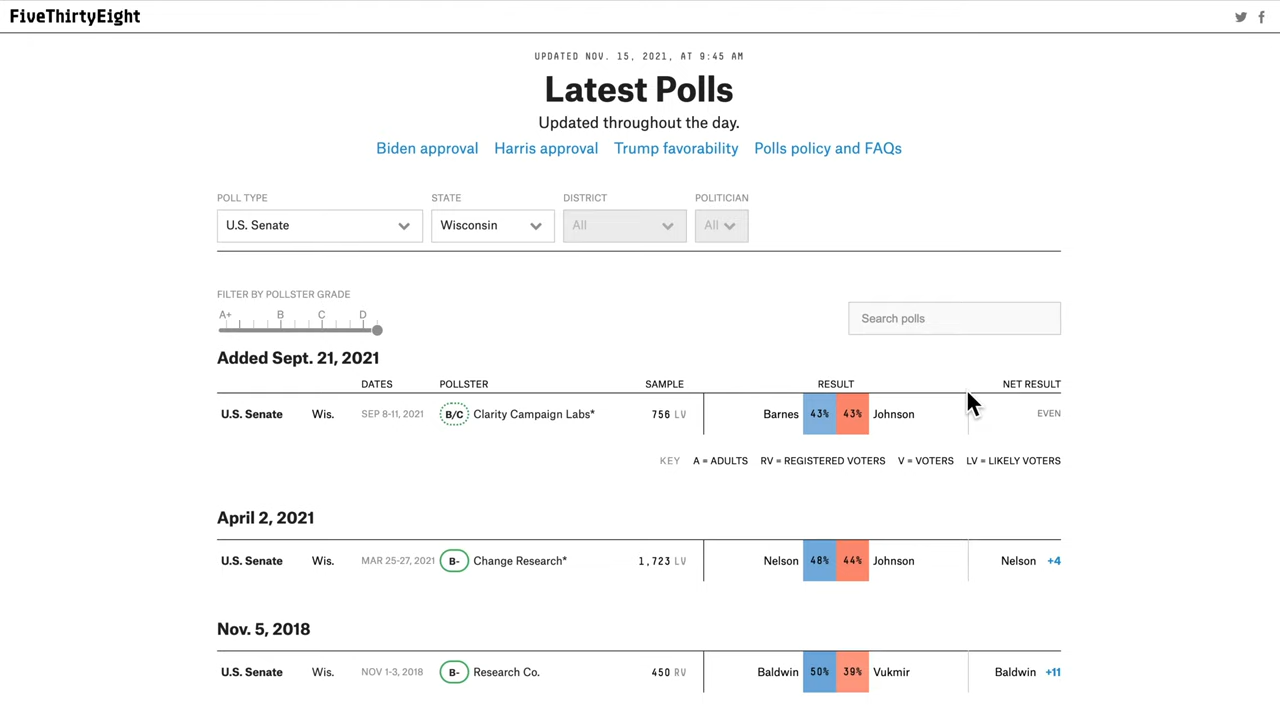 FiveThirtyEight
UPDATED NOV. 15, 2021, AT 9:45 AM
Latest Polls
Updated throughout the day.
Biden approval Harris approval Trump favorability Polls policy and FAQs
POLL TYPE STATE DISTRICT POLITICIAN
U.S. Senate Wisconsin All All
FILTER BY POLLSTER GRADE
A+ B C D
Search polls
Added Sept. 21, 2021
DATES POLLSTER SAMPLE RESULT NET RESULT
U.S. Senate Wis. SEP 8-11, 2021 B/C Clarity Campaign Labs* 756 LV Barnes 43% 43% Johnson EVEN
KEY A = ADULTS RV = REGISTERED VOTERS V = VOTERS LV = LIKELY VOTERS
April 2, 2021
U.S. Senate Wis. MAR 25-27, 2021 B- Change Research* 1,723 LV Nelson 48% 44% Johnson Nelson +4
Nov. 5, 2018
U.S. Senate Wis. NOV 1-3, 2018 B- Research Co. 450 RV Baldwin 50% 39% Vukmir Baldwin +11